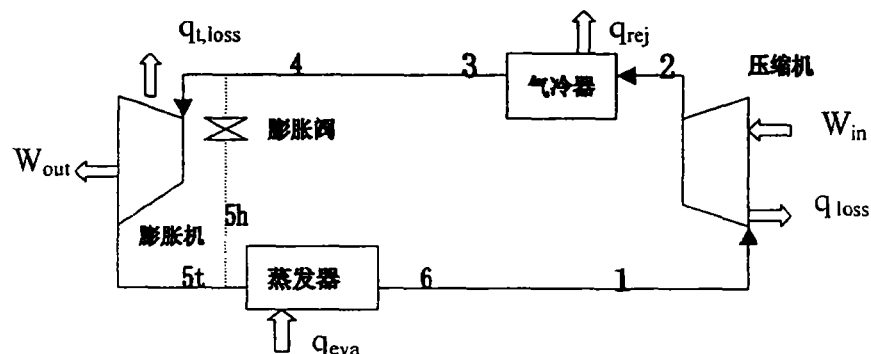 q_t,loss
q_rej
4
3
2
压缩机
气冷器
膨胀阀
W_in
W_out
q_loss
5h
膨胀机
蒸发器
5t
6
1
q_eva